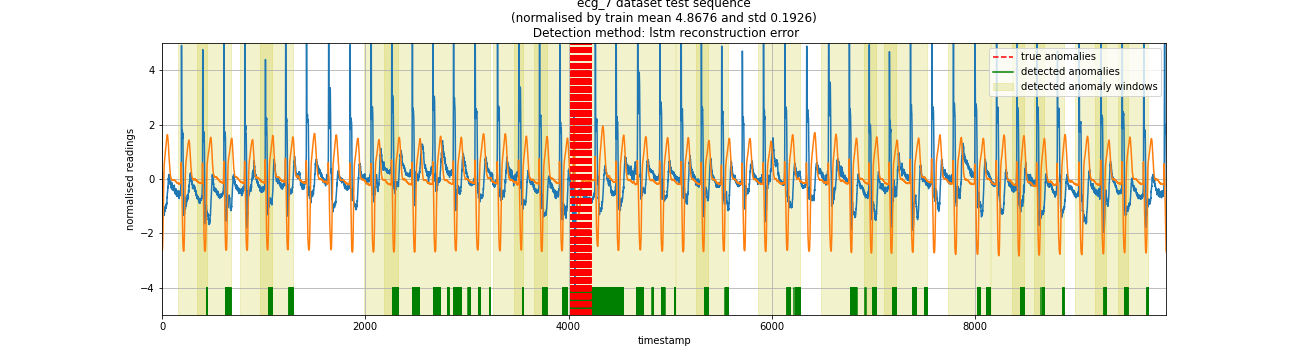 ecg_7 dataset test sequence
(normalised by train mean 4.8676 and std 0.1926)
Detection method: lstm reconstruction error
true anomalies
detected anomalies
detected anomaly windows
normalised readings
4
2
0
−2
−4
0
2000
4000
6000
8000
timestamp